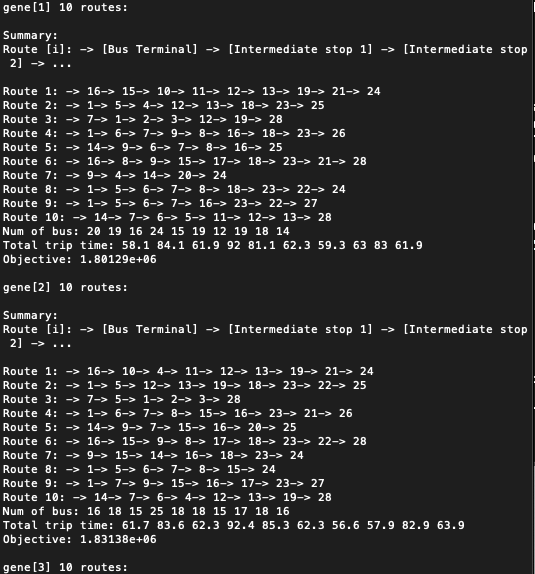 gene[1] 10 routes:
Summary:
Route [i]: -> [Bus Terminal] -> [Intermediate stop 1] -> [Intermediate stop
2] -> ...
Route 1: -> 16-> 15-> 10-> 11-> 12-> 13-> 19-> 21-> 24
Route 2: -> 1-> 5-> 4-> 12-> 13-> 18-> 23-> 25
Route 3: -> 7-> 1-> 2-> 3-> 12-> 19-> 28
Route 4: -> 1-> 6-> 7-> 9-> 8-> 16-> 18-> 23-> 26
Route 5: -> 14-> 9-> 6-> 7-> 8-> 16-> 25
Route 6: -> 16-> 8-> 9-> 15-> 17-> 18-> 23-> 21-> 28
Route 7: -> 9-> 4-> 14-> 20-> 24
Route 8: -> 1-> 5-> 6-> 7-> 8-> 18-> 23-> 22-> 24
Route 9: -> 1-> 5-> 6-> 7-> 16-> 23-> 22-> 27
Route 10: -> 14-> 7-> 6-> 5-> 11-> 12-> 13-> 28
Num of bus: 20 19 16 24 15 19 12 19 18 14
Total trip time: 58.1 84.1 61.9 92 81.1 62.3 59.3 63 83 61.9
Objective: 1.80129e+06
gene[2] 10 routes:
Summary:
Route [i]: -> [Bus Terminal] -> [Intermediate stop 1] -> [Intermediate stop
2] -> ...
Route 1: -> 16-> 10-> 4-> 11-> 12-> 13-> 19-> 21-> 24
Route 2: -> 1-> 5-> 12-> 13-> 19-> 18-> 23-> 22-> 25
Route 3: -> 7-> 5-> 1-> 2-> 3-> 28
Route 4: -> 1-> 6-> 7-> 8-> 15-> 16-> 23-> 21-> 26
Route 5: -> 14-> 9-> 7-> 15-> 16-> 20-> 25
Route 6: -> 16-> 15-> 9-> 8-> 17-> 18-> 23-> 22-> 28
Route 7: -> 9-> 15-> 14-> 16-> 18-> 23-> 24
Route 8: -> 1-> 5-> 6-> 7-> 8-> 15-> 24
Route 9: -> 1-> 7-> 9-> 15-> 16-> 17-> 23-> 27
Route 10: -> 14-> 7-> 6-> 4-> 12-> 13-> 19-> 28
Num of bus: 16 18 15 25 18 18 15 17 18 16
Total trip time: 61.7 83.6 62.3 92.4 85.3 62.3 56.6 57.9 82.9 63.9
Objective: 1.83138e+06
gene[3] 10 routes: